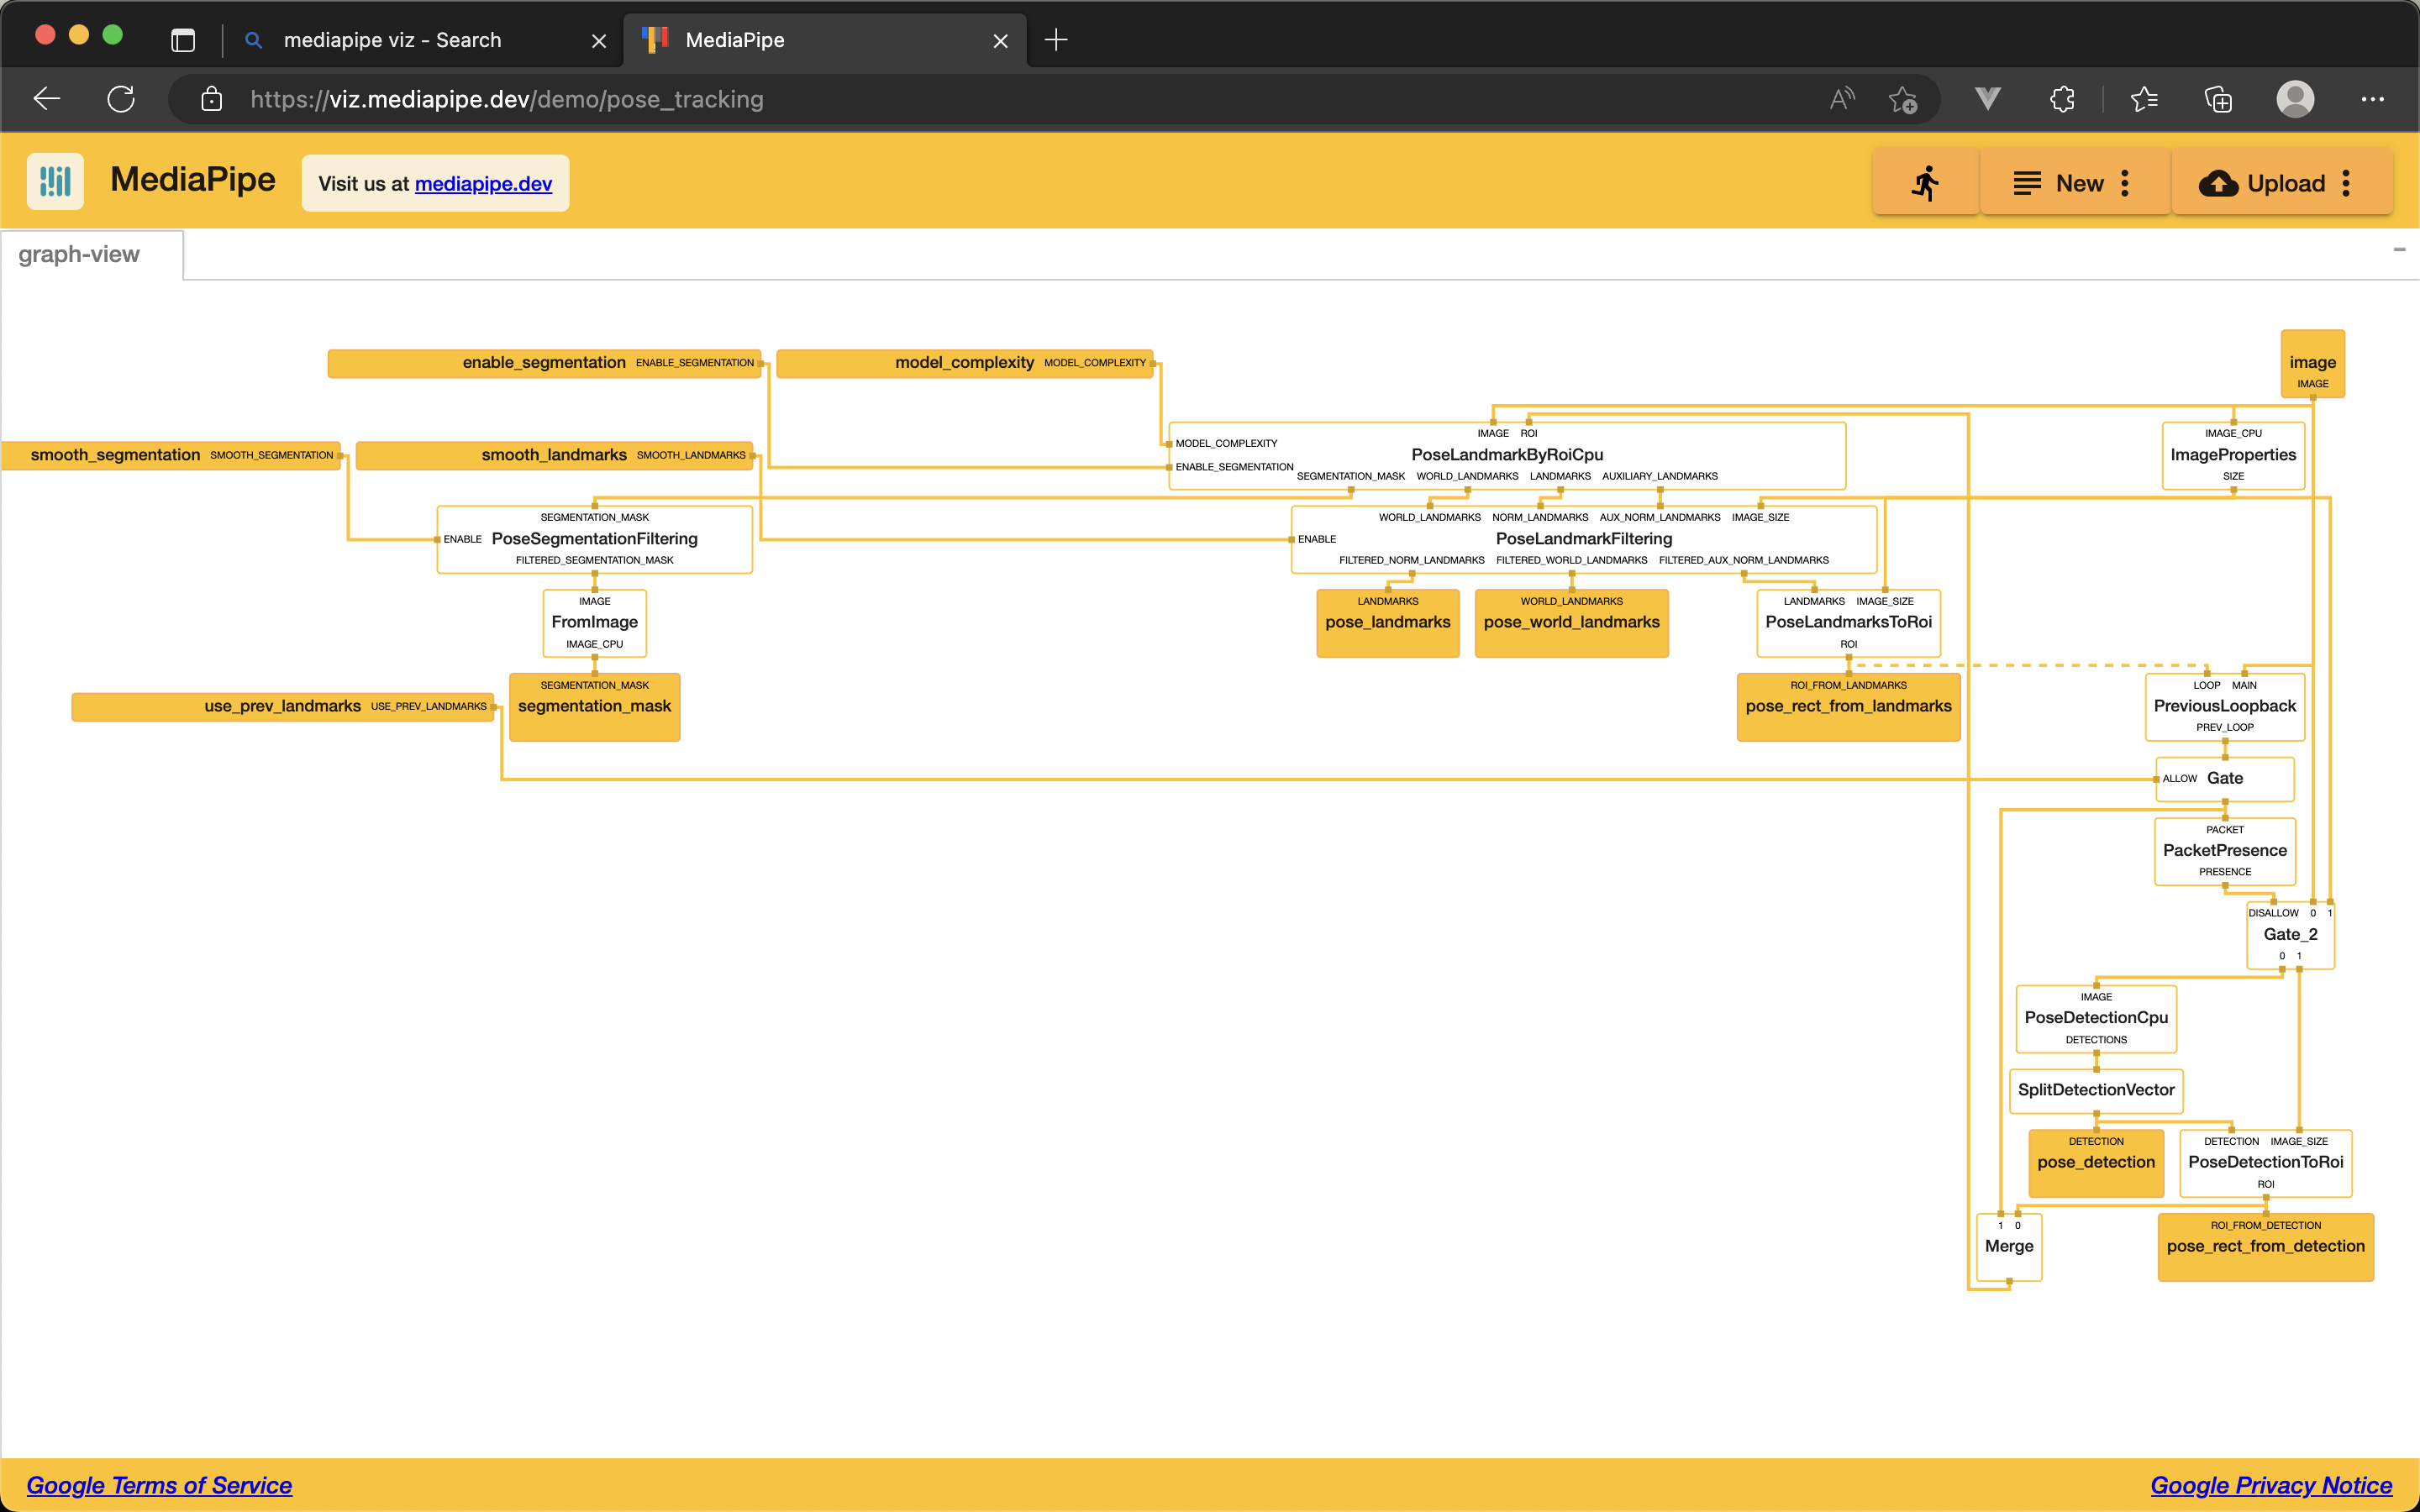 mediapipe viz - Search
MediaPipe
https://viz.mediapipe.dev/demo/pose_tracking
MediaPipe
Visit us at mediapipe.dev
New
Upload
graph-view
enable_segmentation ENABLE_SEGMENTATION
model_complexity MODEL_COMPLEXITY
image
IMAGE
smooth_segmentation SMOOTH_SEGMENTATION
smooth_landmarks SMOOTH_LANDMARKS
IMAGE ROI
MODEL_COMPLEXITY
PoseLandmarkByRoiCpu
ENABLE_SEGMENTATION
SEGMENTATION_MASK WORLD_LANDMARKS LANDMARKS AUXILIARY_LANDMARKS
IMAGE_CPU
ImageProperties
SIZE
SEGMENTATION_MASK
ENABLE PoseSegmentationFiltering
FILTERED_SEGMENTATION_MASK
WORLD_LANDMARKS NORM_LANDMARKS AUX_NORM_LANDMARKS IMAGE_SIZE
ENABLE PoseLandmarkFiltering
FILTERED_NORM_LANDMARKS FILTERED_WORLD_LANDMARKS FILTERED_AUX_NORM_LANDMARKS
IMAGE
FromImage
IMAGE_CPU
LANDMARKS
pose_landmarks
WORLD_LANDMARKS
pose_world_landmarks
LANDMARKS IMAGE_SIZE
PoseLandmarksToRoi
ROI
use_prev_landmarks USE_PREV_LANDMARKS
SEGMENTATION_MASK
segmentation_mask
ROI_FROM_LANDMARKS
pose_rect_from_landmarks
LOOP MAIN
PreviousLoopback
PREV_LOOP
ALLOW Gate
PACKET
PacketPresence
PRESENCE
DISALLOW 0 1
Gate_2
0 1
IMAGE
PoseDetectionCpu
DETECTIONS
SplitDetectionVector
DETECTION
pose_detection
DETECTION IMAGE_SIZE
PoseDetectionToRoi
ROI
1 0
Merge
ROI_FROM_DETECTION
pose_rect_from_detection
Google Terms of Service
Google Privacy Notice